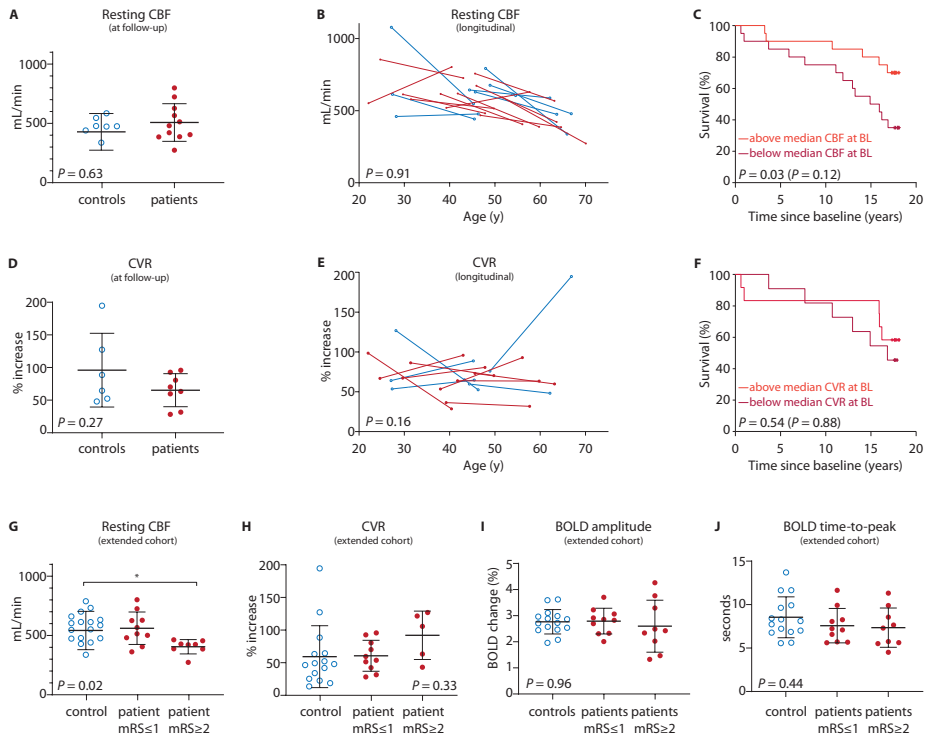 A Resting CBF
(at follow-up)
mL/min
1000
500
0
P = 0.63
controls patients
B Resting CBF
(longitudinal)
mL/min
1000
500
0
P = 0.91
20 30 40 50 60 70
Age (y)
C
Survival (%)
100
80
60
40
20
0
above median CBF at BL
below median CBF at BL
P = 0.03 (P = 0.12)
0 5 10 15 20
Time since baseline (years)
D CVR
(at follow-up)
% increase
200
150
100
50
0
P = 0.27
controls patients
E CVR
(longitudinal)
% increase
200
150
100
50
0
P = 0.16
20 30 40 50 60 70
Age (y)
F
Survival (%)
100
80
60
40
20
0
above median CVR at BL
below median CVR at BL
P = 0.54 (P = 0.88)
0 5 10 15 20
Time since baseline (years)
G Resting CBF
(extended cohort)
mL/min
1000
500
0
*
P = 0.02
control patient patient
mRS≤1 mRS≥2
H CVR
(extended cohort)
% increase
200
150
100
50
0
P = 0.33
control patient patient
mRS≤1 mRS≥2
I BOLD amplitude
(extended cohort)
BOLD change (%)
5
4
3
2
1
0
P = 0.96
controls patients patients
mRS≤1 mRS≥2
J BOLD time-to-peak
(extended cohort)
seconds
15
10
5
0
P = 0.44
control patients patients
mRS≤1 mRS≥2